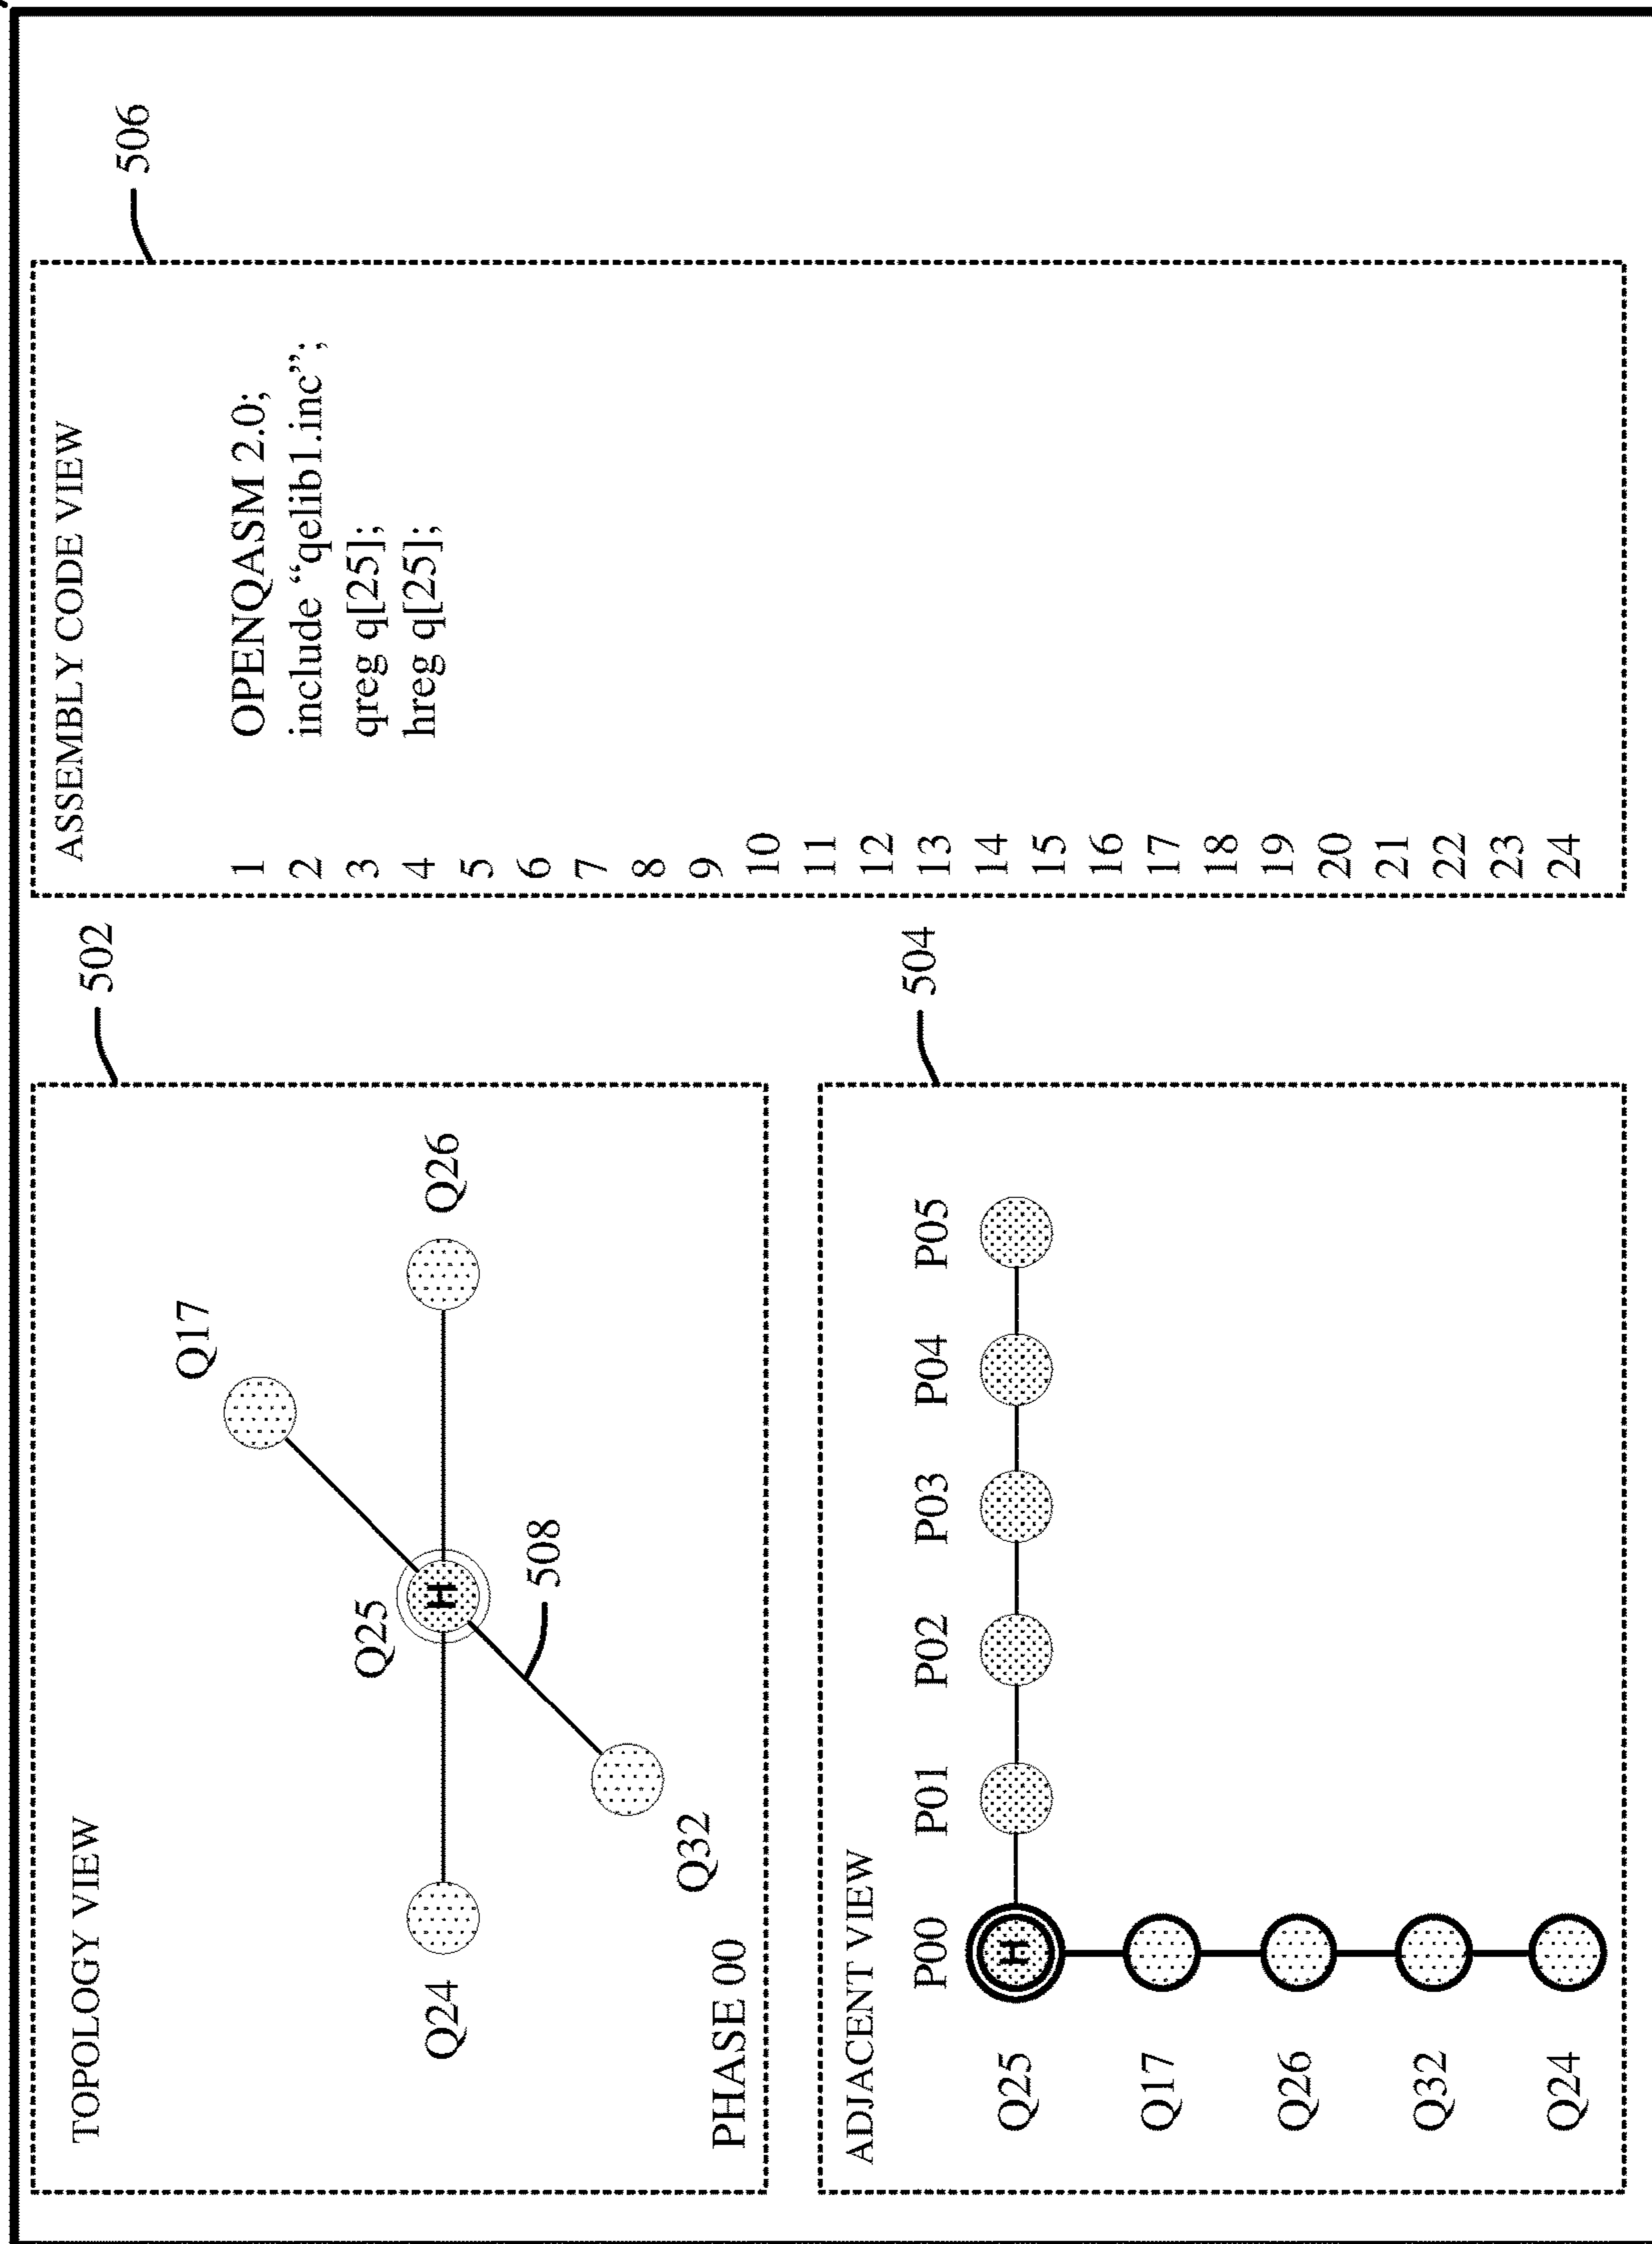 TOPOLOGY VIEW
502
Q17
Q25
H
Q24
Q26
508
Q32
PHASE 00
ADJACENT VIEW
504
P00 P01 P02 P03 P04 P05
Q25 H
Q17
Q26
Q32
Q24
ASSEMBLY CODE VIEW
506
1 OPENQASM 2.0;
2 include “qelib1.inc”;
3 qreg q[25];
4 hreg q[25];
5
6
7
8
9
10
11
12
13
14
15
16
17
18
19
20
21
22
23
24